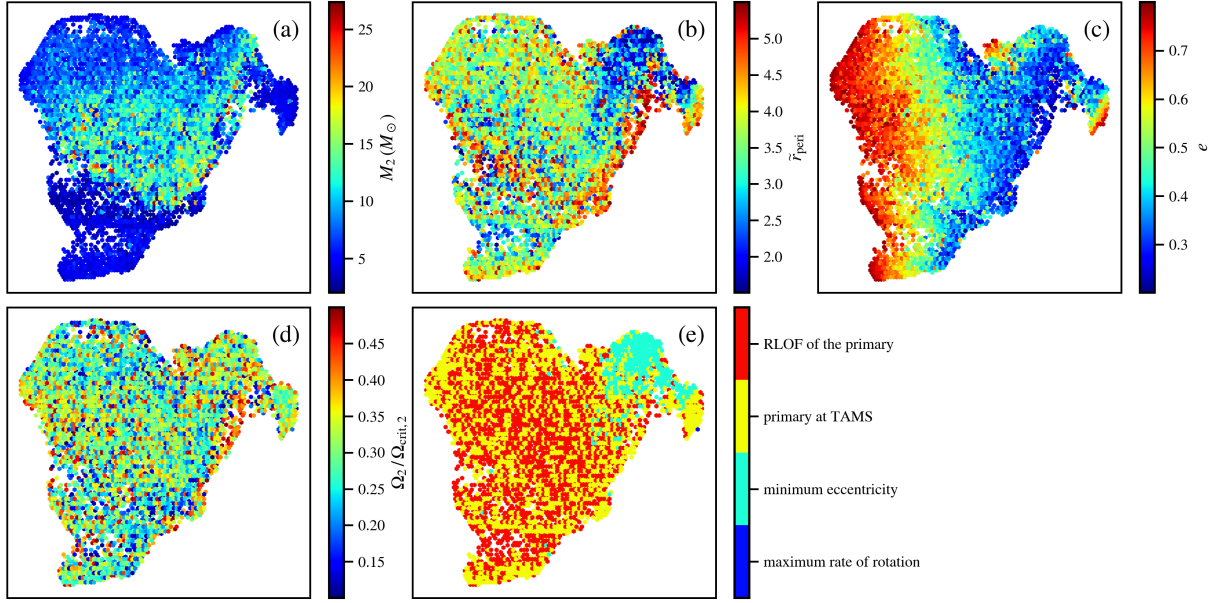 (a)
25
20
15
10
5
M₂ (M⊙)
(b)
5.0
4.5
4.0
3.5
3.0
2.5
2.0
r̃peri
(c)
0.7
0.6
0.5
0.4
0.3
e
(d)
0.45
0.40
0.35
0.30
0.25
0.20
0.15
Ω₂ / Ωcrit, 2
(e)
RLOF of the primary
primary at TAMS
minimum eccentricity
maximum rate of rotation